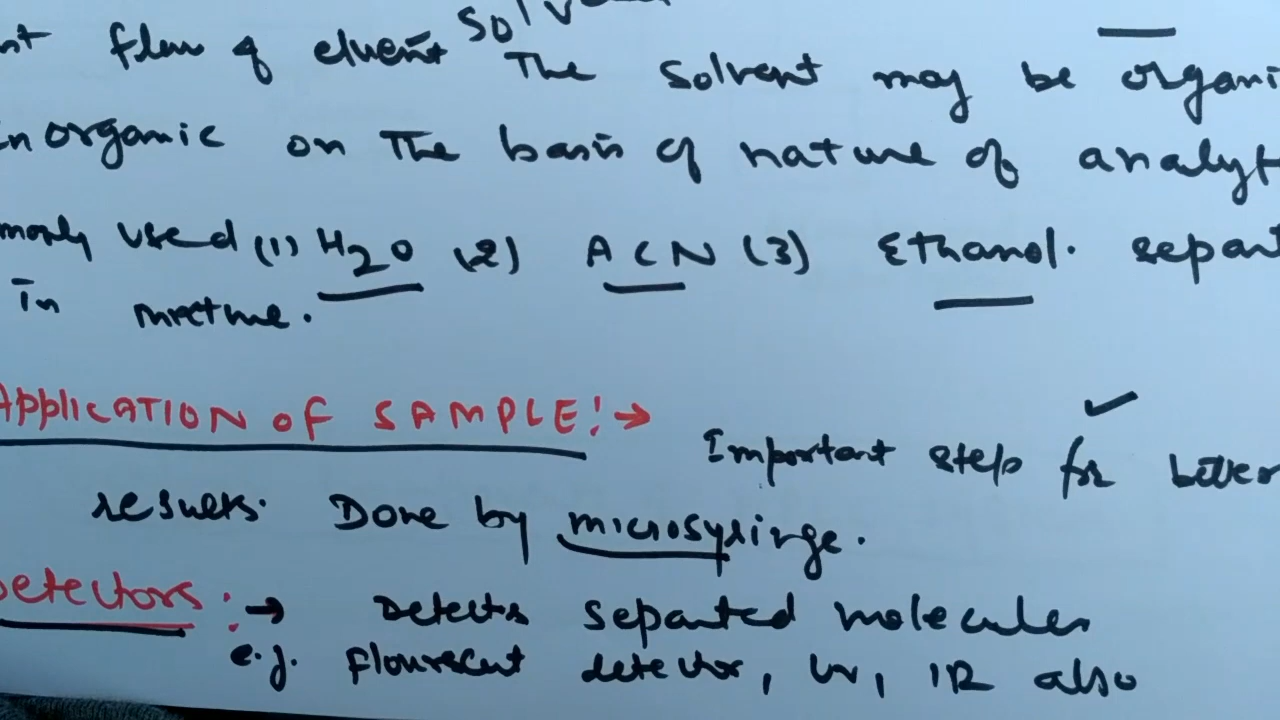 flow of eluent The solvent may be organi
inorganic on The basis of nature of analyt
monly used (1) H2O (2) ACN (3) Ethanol. separat
In mixture.
APPLICATION OF SAMPLE:→ Important step for better
results. Done by microsyringe.
Detectors:→ Detects separated molecules
e.g. flourescent detector, UV, IR also